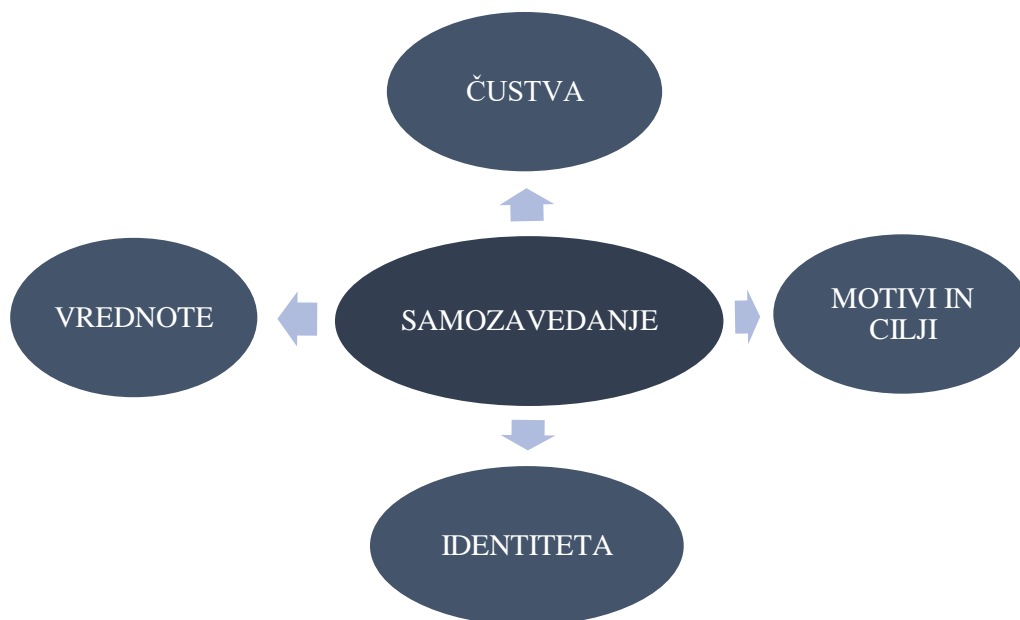 ČUSTVA
VREDNOTE
SAMOZAVEDANJE
MOTIVI IN
CILJI
IDENTITETA